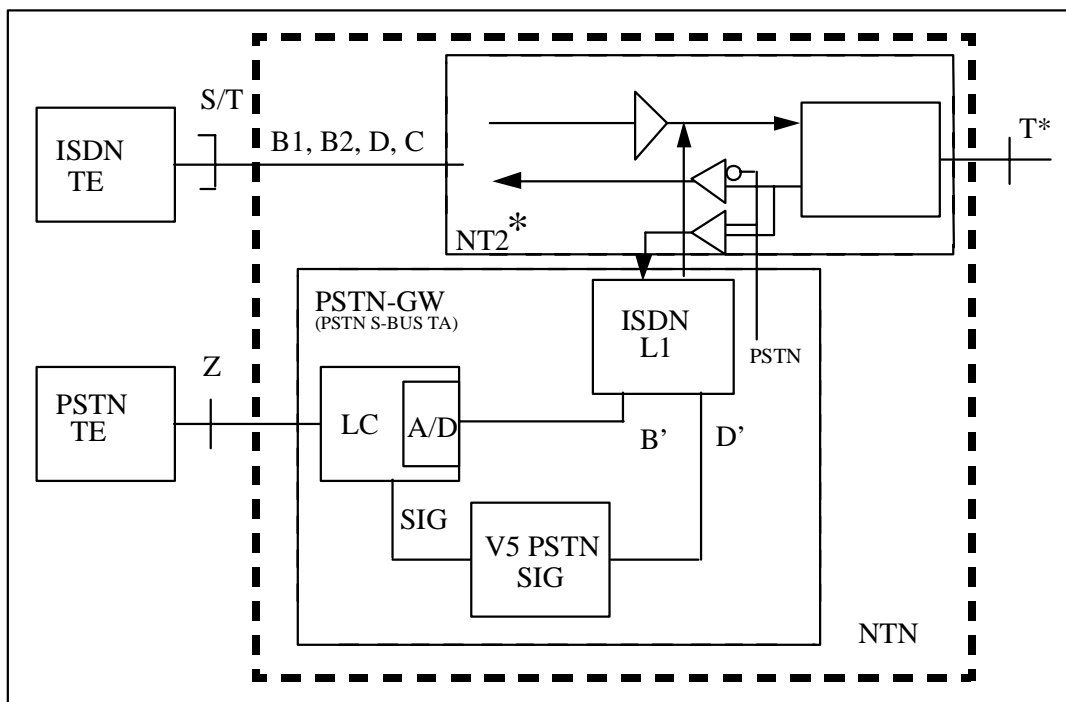 S/T
ISDN
TE
B1, B2, D, C
T*
NT2*
PSTN-GW
(PSTN S-BUS TA)
ISDN
L1
PSTN
Z
PSTN
TE
LC
A/D
B’
D’
SIG
V5 PSTN
SIG
NTN